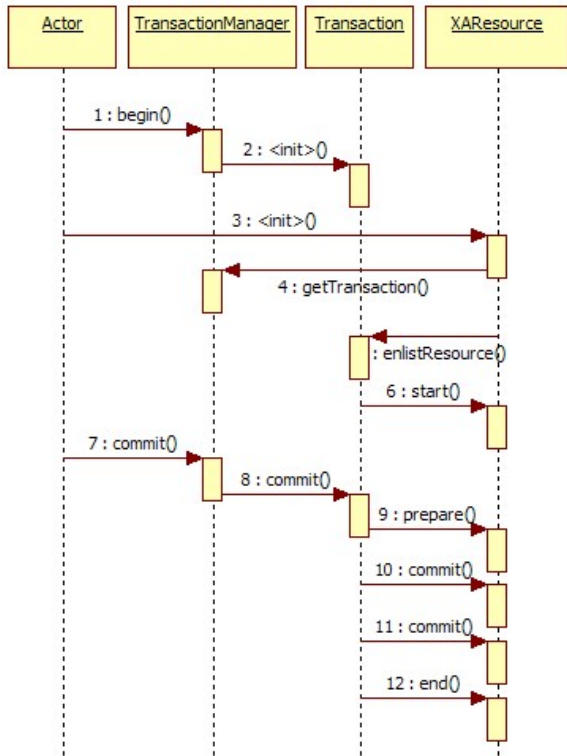 Actor
TransactionManager
Transaction
XAResource
1 : begin()
2 : <init>()
3 : <init>()
4 : getTransaction()
: enlistResource()
6 : start()
7 : commit()
8 : commit()
9 : prepare()
10 : commit()
11 : commit()
12 : end()